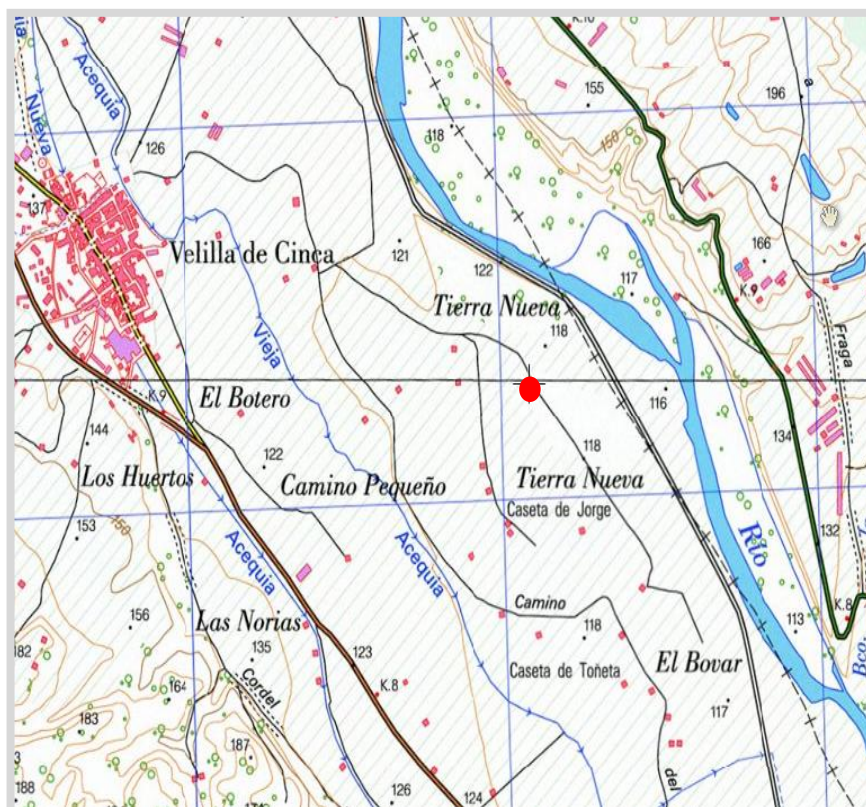 K.10
155
196
a
Acequia
Nueva
118
150
126
137
166
Velilla de Cinca
121
122
117
K.9
Tierra Nueva
Vieja
118
Fraga
K.9
El Botero
116
144
134
122
118
Los Huertos
Camino Pequeño
Tierra Nueva
Caseta de Jorge
150
153
Río
132
Acequia
Acequia
Camino
K.8
156
Las Norias
118
113
182
135
El Bovar
Bco.
123
Caseta de Toñeta
164
Cordel
K.8
117
183
187
del
188
126
124